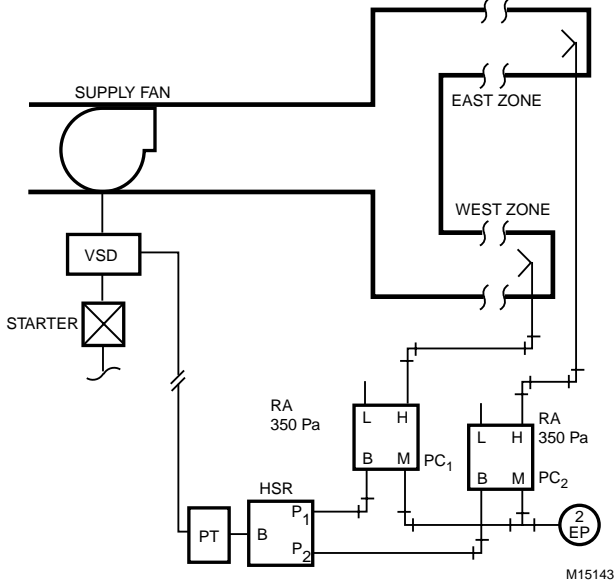 SUPPLY FAN
EAST ZONE
WEST ZONE
VSD
STARTER
RA
350 Pa
L H
B M
PC1
RA
350 Pa
L H
B M
PC2
HSR
P1
B
P2
PT
2
EP
M15143